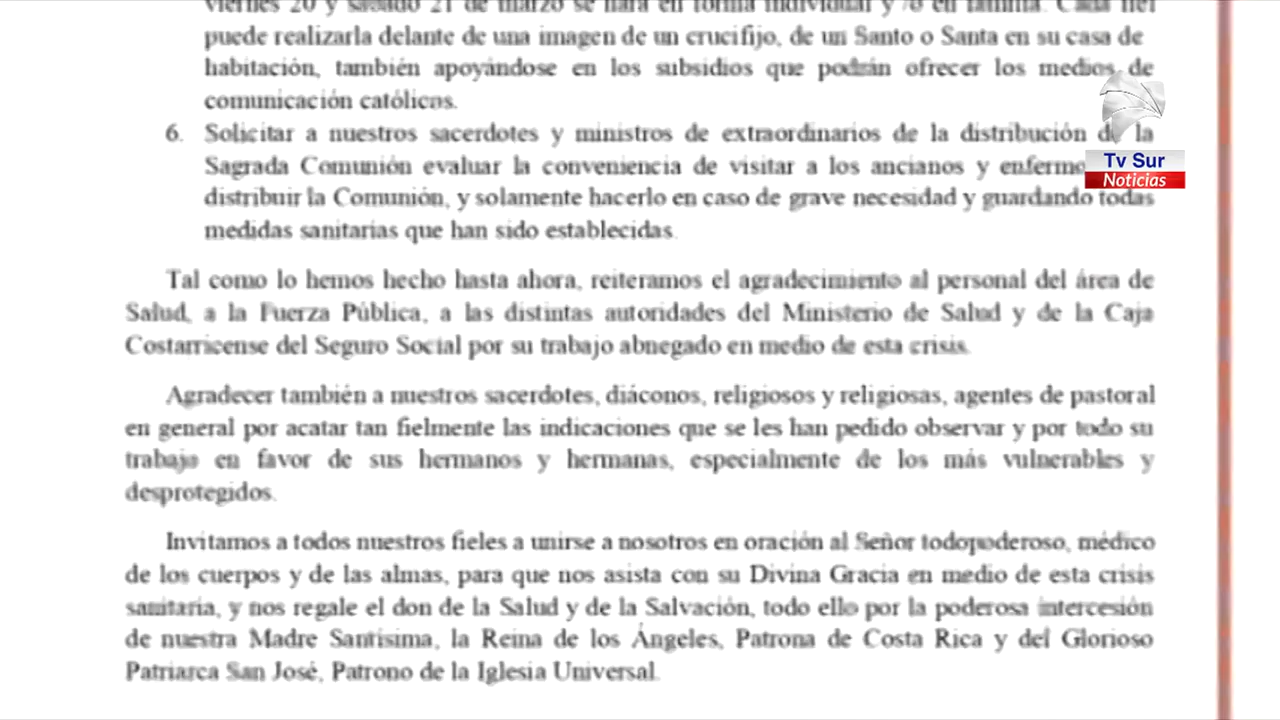 viernes 20 y sábado 21 de marzo se hará en forma individual y /o en familia. Cada fiel
puede realizarla delante de una imagen de un crucifijo, de un Santo o Santa en su casa de
habitación, también apoyándose en los subsidios que podrán ofrecer los medios de
comunicación católicos.
6. Solicitar a nuestros sacerdotes y ministros de extraordinarios de la distribución de la
Sagrada Comunión evaluar la conveniencia de visitar a los ancianos y enfermo
distribuir la Comunión, y solamente hacerlo en caso de grave necesidad y guardando todas
medidas sanitarias que han sido establecidas.
Tal como lo hemos hecho hasta ahora, reiteramos el agradecimiento al personal del área de
Salud, a la Fuerza Pública, a las distintas autoridades del Ministerio de Salud y de la Caja
Costarricense del Seguro Social por su trabajo abnegado en medio de esta crisis.
Agradecer también a nuestros sacerdotes, diáconos, religiosos y religiosas, agentes de pastoral
en general por acatar tan fielmente las indicaciones que se les han pedido observar y por todo su
trabajo en favor de sus hermanos y hermanas, especialmente de los más vulnerables y
desprotegidos.
Invitamos a todos nuestros fieles a unirse a nosotros en oración al Señor todopoderoso, médico
de los cuerpos y de las almas, para que nos asista con su Divina Gracia en medio de esta crisis
sanitaria, y nos regale el don de la Salud y de la Salvación, todo ello por la poderosa intercesión
de nuestra Madre Santísima, la Reina de los Ángeles, Patrona de Costa Rica y del Glorioso
Patriarca San José, Patrono de la Iglesia Universal.
Tv Sur
Noticias